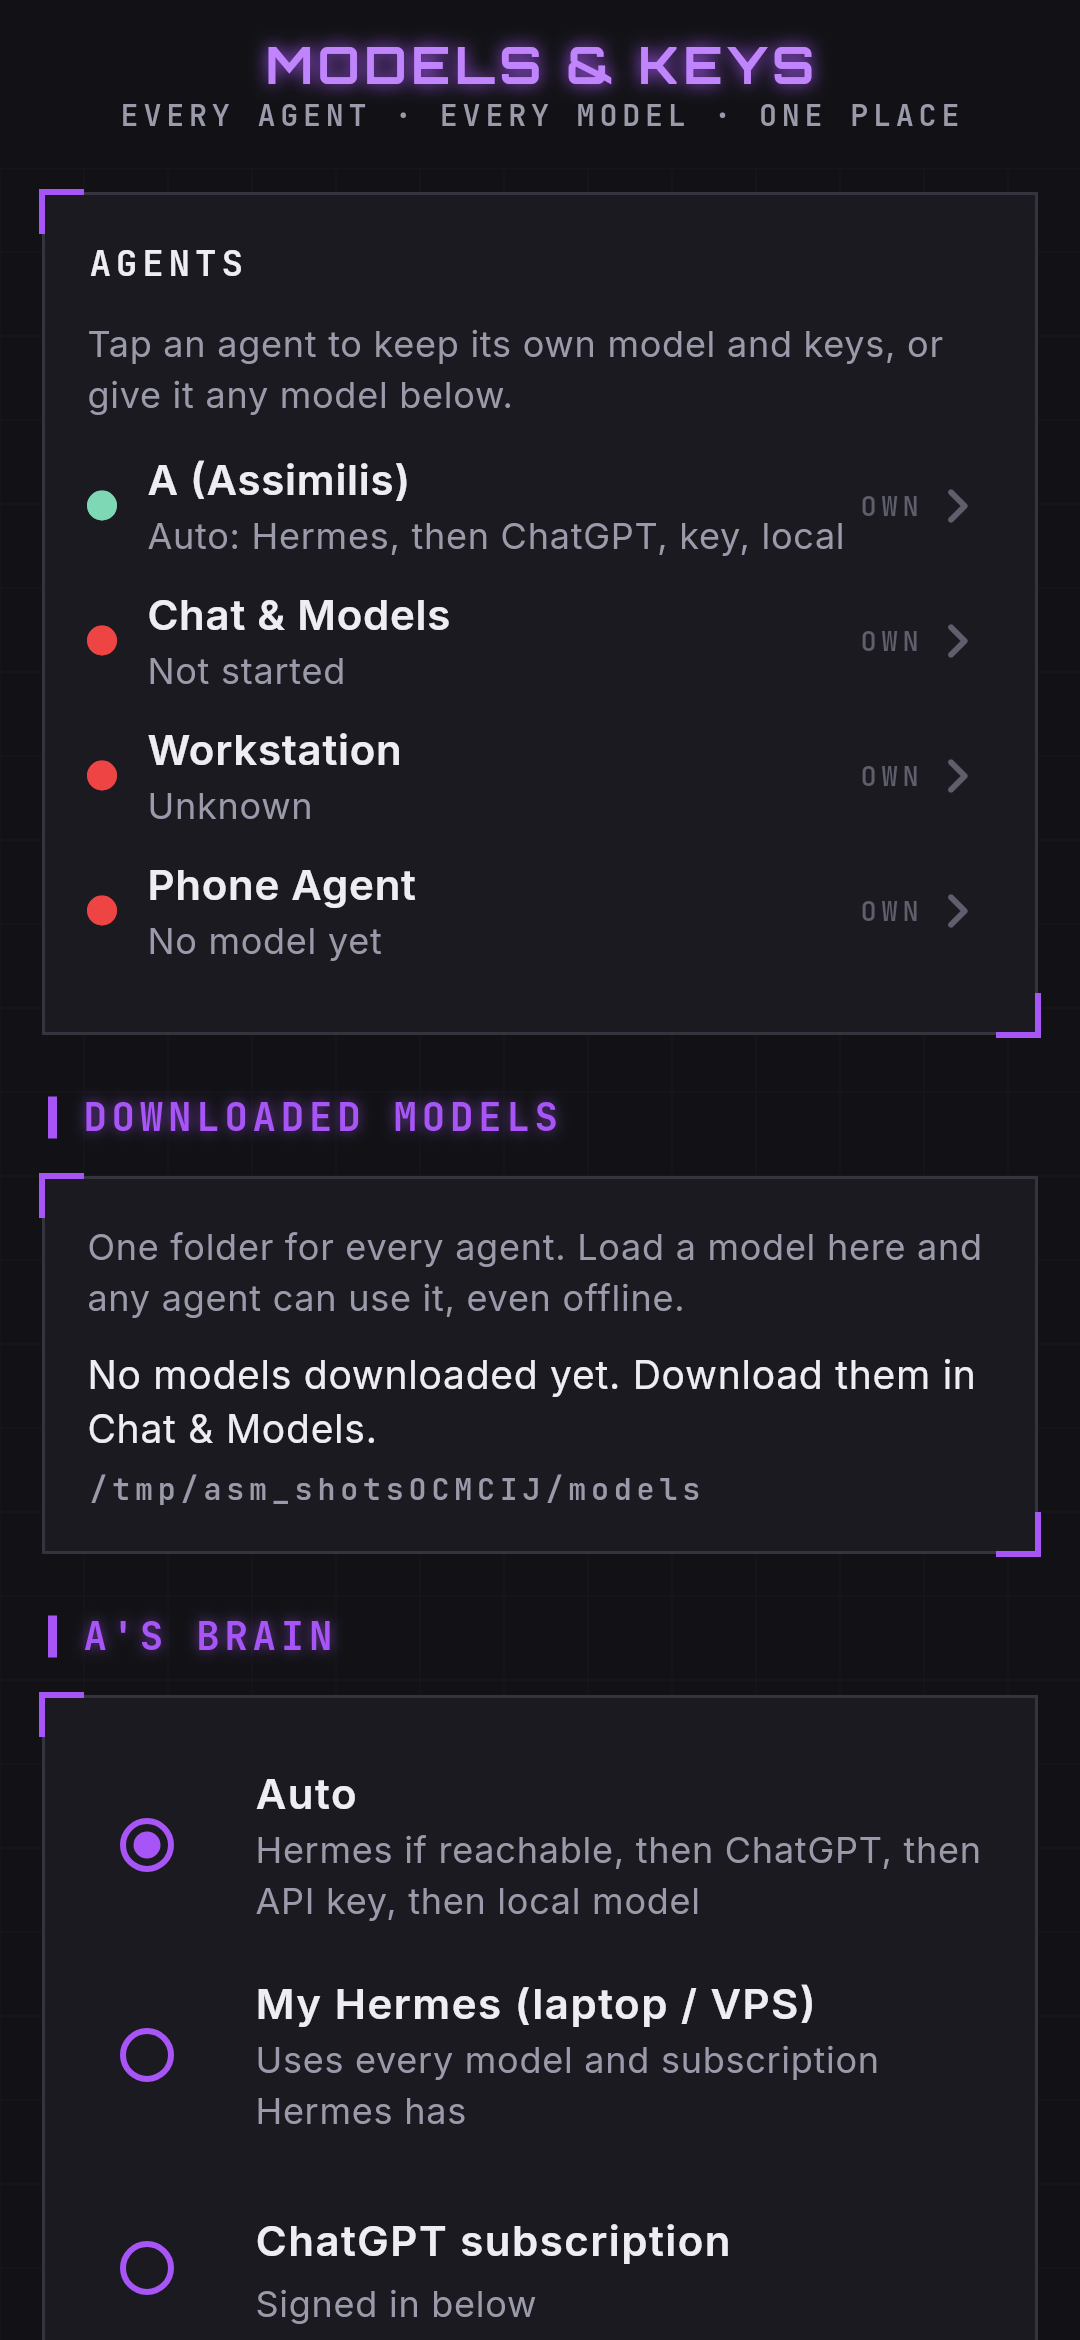 MODELS & KEYS
EVERY AGENT · EVERY MODEL · ONE PLACE
AGENTS
Tap an agent to keep its own model and keys, or
give it any model below.
A (Assimilis)
Auto: Hermes, then ChatGPT, key, local
OWN
Chat & Models
Not started
OWN
Workstation
Unknown
OWN
Phone Agent
No model yet
OWN
DOWNLOADED MODELS
One folder for every agent. Load a model here and
any agent can use it, even offline.
No models downloaded yet. Download them in
Chat & Models.
/tmp/asm_shotsOCMCIJ/models
A'S BRAIN
Auto
Hermes if reachable, then ChatGPT, then
API key, then local model
My Hermes (laptop / VPS)
Uses every model and subscription
Hermes has
ChatGPT subscription
Signed in below